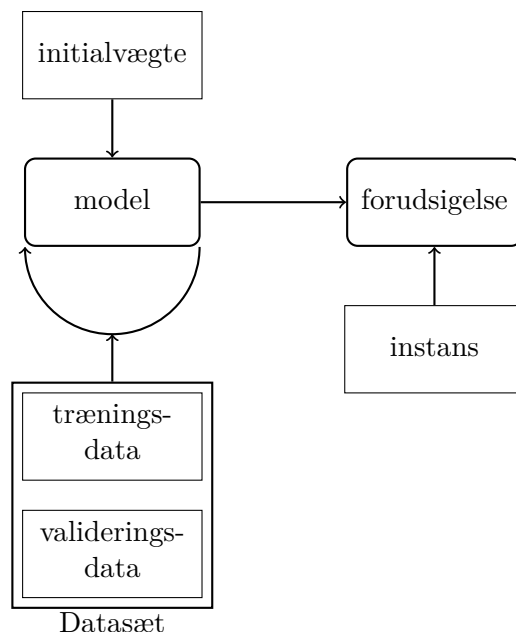 initialvægte
model
forudsigelse
instans
trænings-
data
validerings-
data
Datasæt